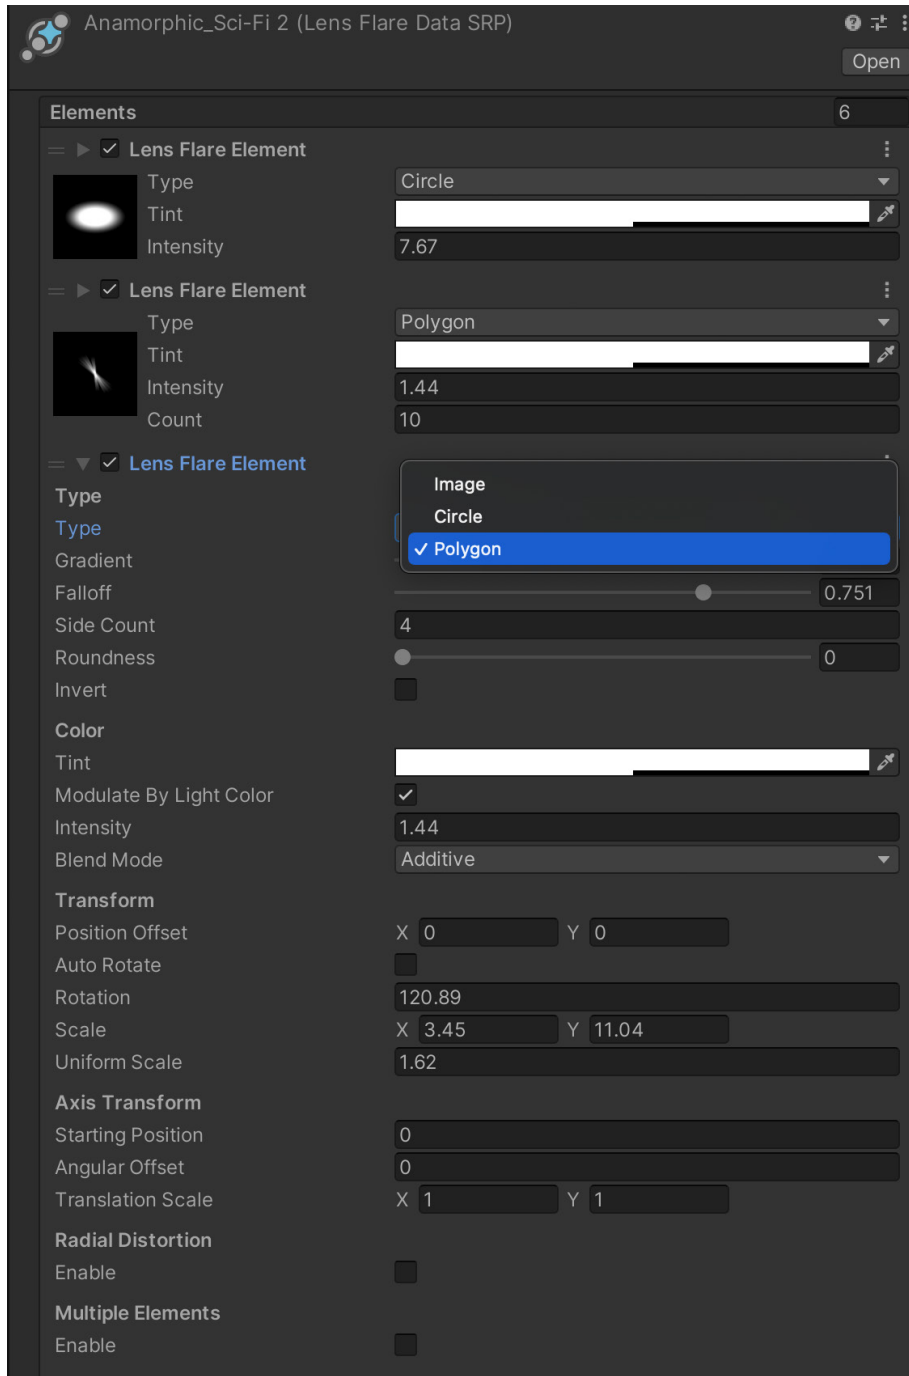 Anamorphic_Sci-Fi 2 (Lens Flare Data SRP)
Open
Elements 6
Lens Flare Element
Type Circle
Tint
Intensity 7.67
Lens Flare Element
Type Polygon
Tint
Intensity 1.44
Count 10
Lens Flare Element
Type
Image
Circle
Type
✓ Polygon
Gradient
Falloff 0.751
Side Count 4
Roundness 0
Invert
Color
Tint
Modulate By Light Color
Intensity 1.44
Blend Mode Additive
Transform
Position Offset X 0 Y 0
Auto Rotate
Rotation 120.89
Scale X 3.45 Y 11.04
Uniform Scale 1.62
Axis Transform
Starting Position 0
Angular Offset 0
Translation Scale X 1 Y 1
Radial Distortion
Enable
Multiple Elements
Enable